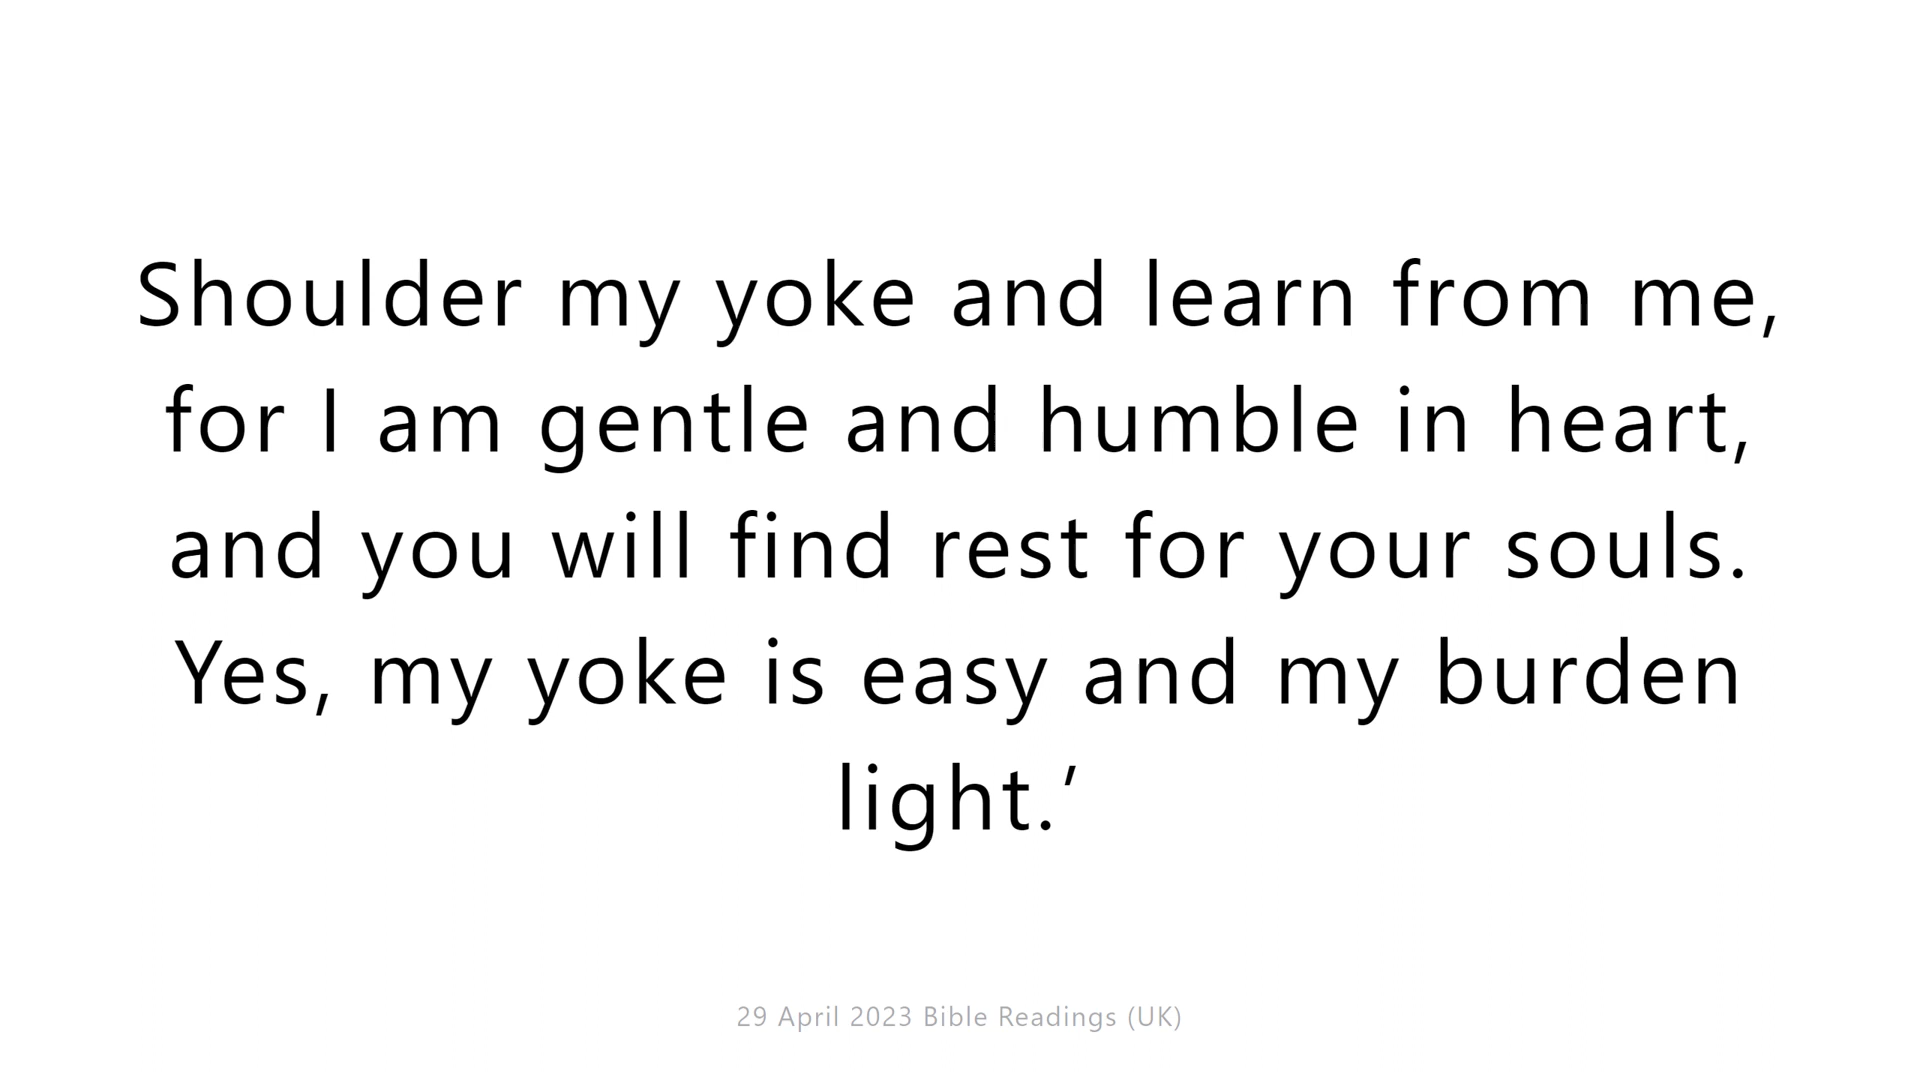 Shoulder my yoke and learn from me,
for I am gentle and humble in heart,
and you will find rest for your souls.
Yes, my yoke is easy and my burden
light.’
29 April 2023 Bible Readings (UK)